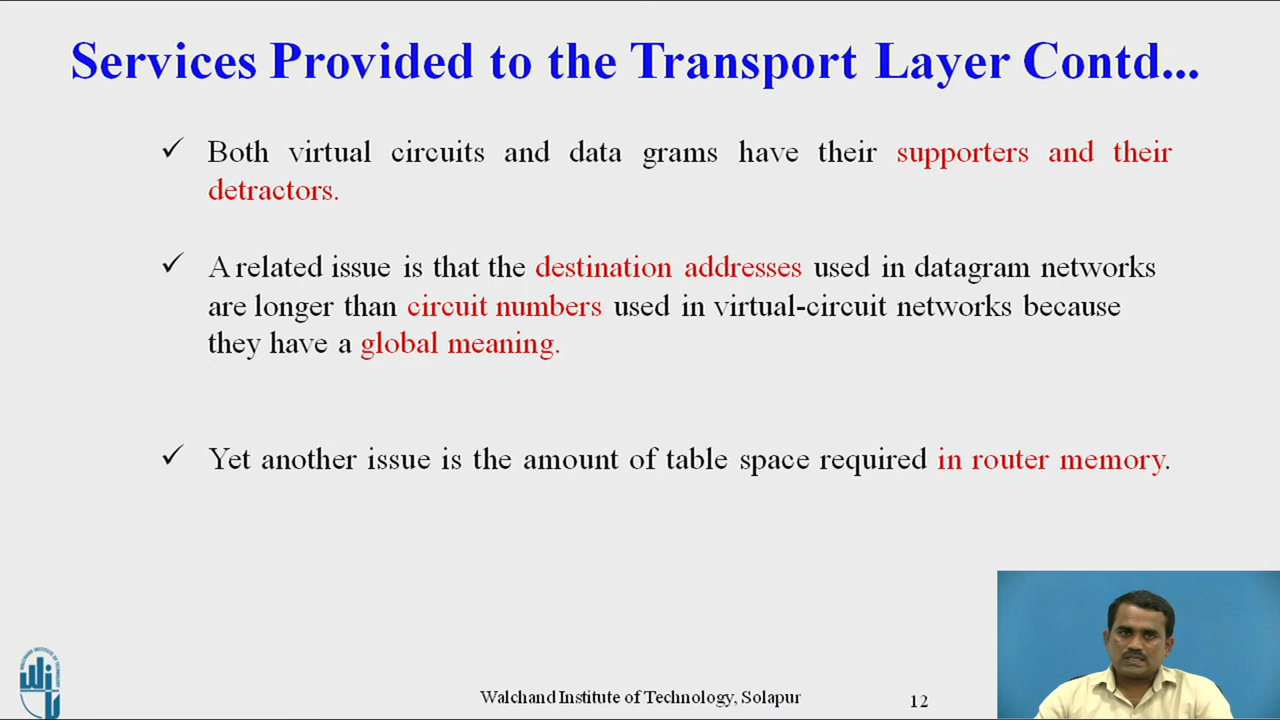 Services Provided to the Transport Layer Contd...
✓ Both virtual circuits and data grams have their supporters and their
detractors.
✓ A related issue is that the destination addresses used in datagram networks
are longer than circuit numbers used in virtual-circuit networks because
they have a global meaning.
✓ Yet another issue is the amount of table space required in router memory.
Walchand Institute of Technology, Solapur
12